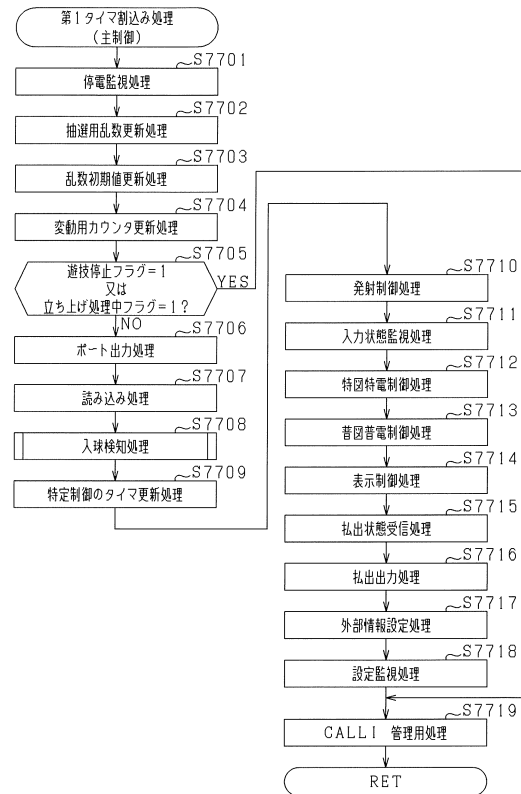 第1タイマ割込み処理
(主制御)
S7701
停電監視処理
S7702
抽選用乱数更新処理
S7703
乱数初期値更新処理
S7704
変動用カウンタ更新処理
S7705
遊技停止フラグ=1
又は
立ち上げ処理中フラグ=1?
YES
NO
S7706
ポート出力処理
S7707
読み込み処理
S7708
入球検知処理
S7709
特定制御のタイマ更新処理
S7710
発射制御処理
S7711
入力状態監視処理
S7712
特図特電制御処理
S7713
普図普電制御処理
S7714
表示制御処理
S7715
払出状態受信処理
S7716
払出出力処理
S7717
外部情報設定処理
S7718
設定監視処理
S7719
CALLI 管理用処理
RET